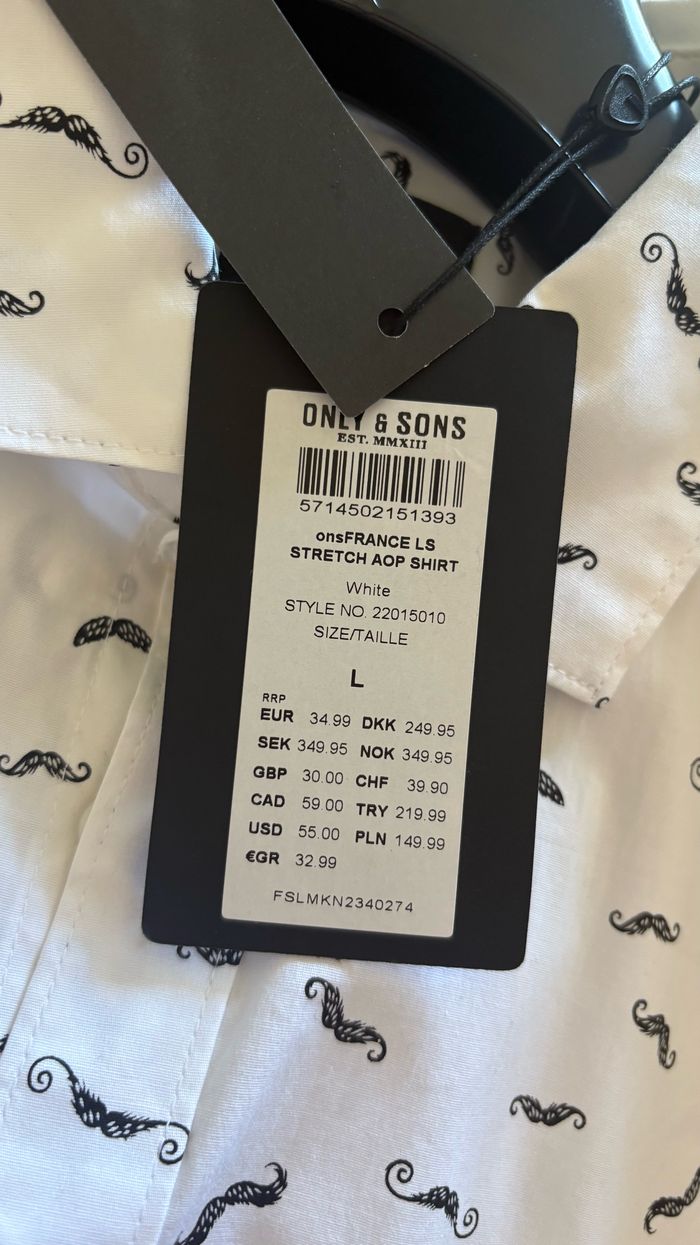 ONLY & SONS
EST. MMXIII
5714502151393
onsFRANCE LS
STRETCH AOP SHIRT
White
STYLE NO. 22015010
SIZE/TAILLE
L
RRP
EUR 34.99 DKK 249.95
SEK 349.95 NOK 349.95
GBP 30.00 CHF 39.90
CAD 59.00 TRY 219.99
USD 55.00 PLN 149.99
€GR 32.99
FSLMKN2340274